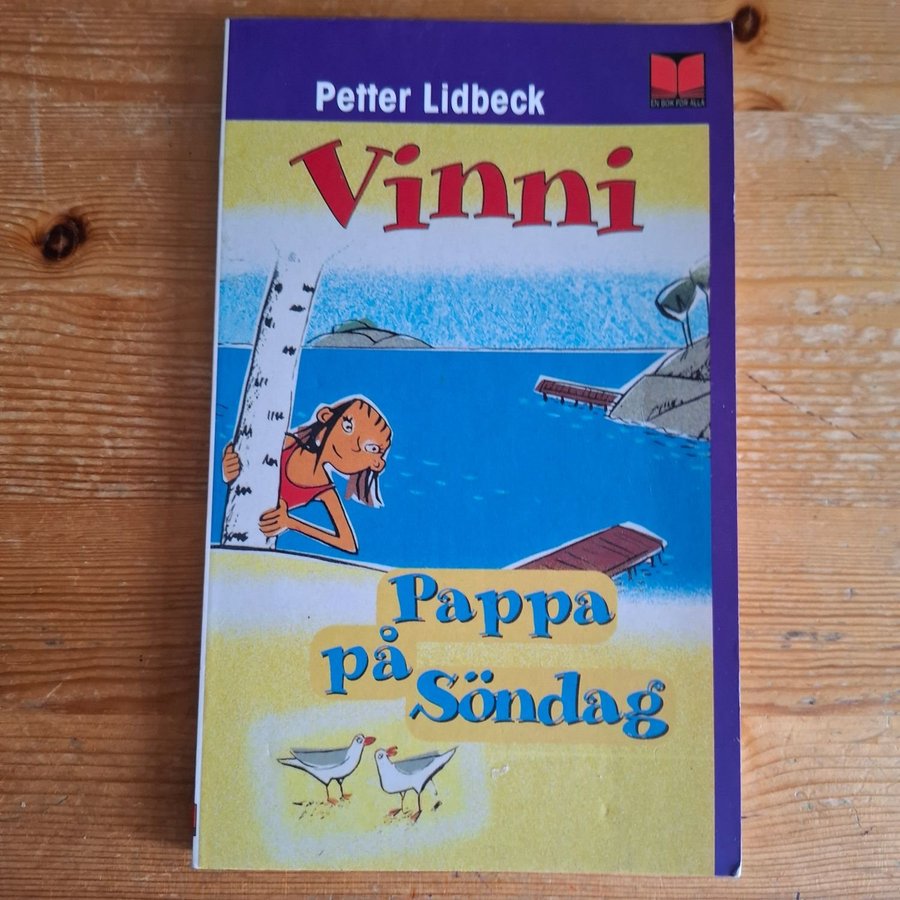 Petter Lidbeck
EN BOK FÖR ALLA
Vinni
Pappa
på
Söndag